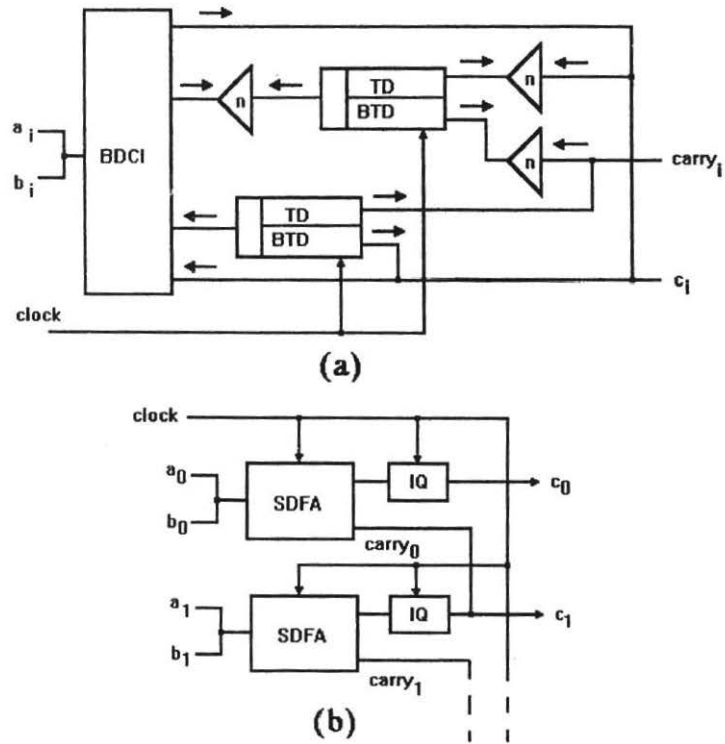 n
TD
n
BTD
BDCI
a i
b i
n
carry i
TD
BTD
c i
clock
(a)
clock
a 0
b 0
SDFA
IQ
c 0
carry 0
a 1
b 1
SDFA
IQ
c 1
carry 1
(b)